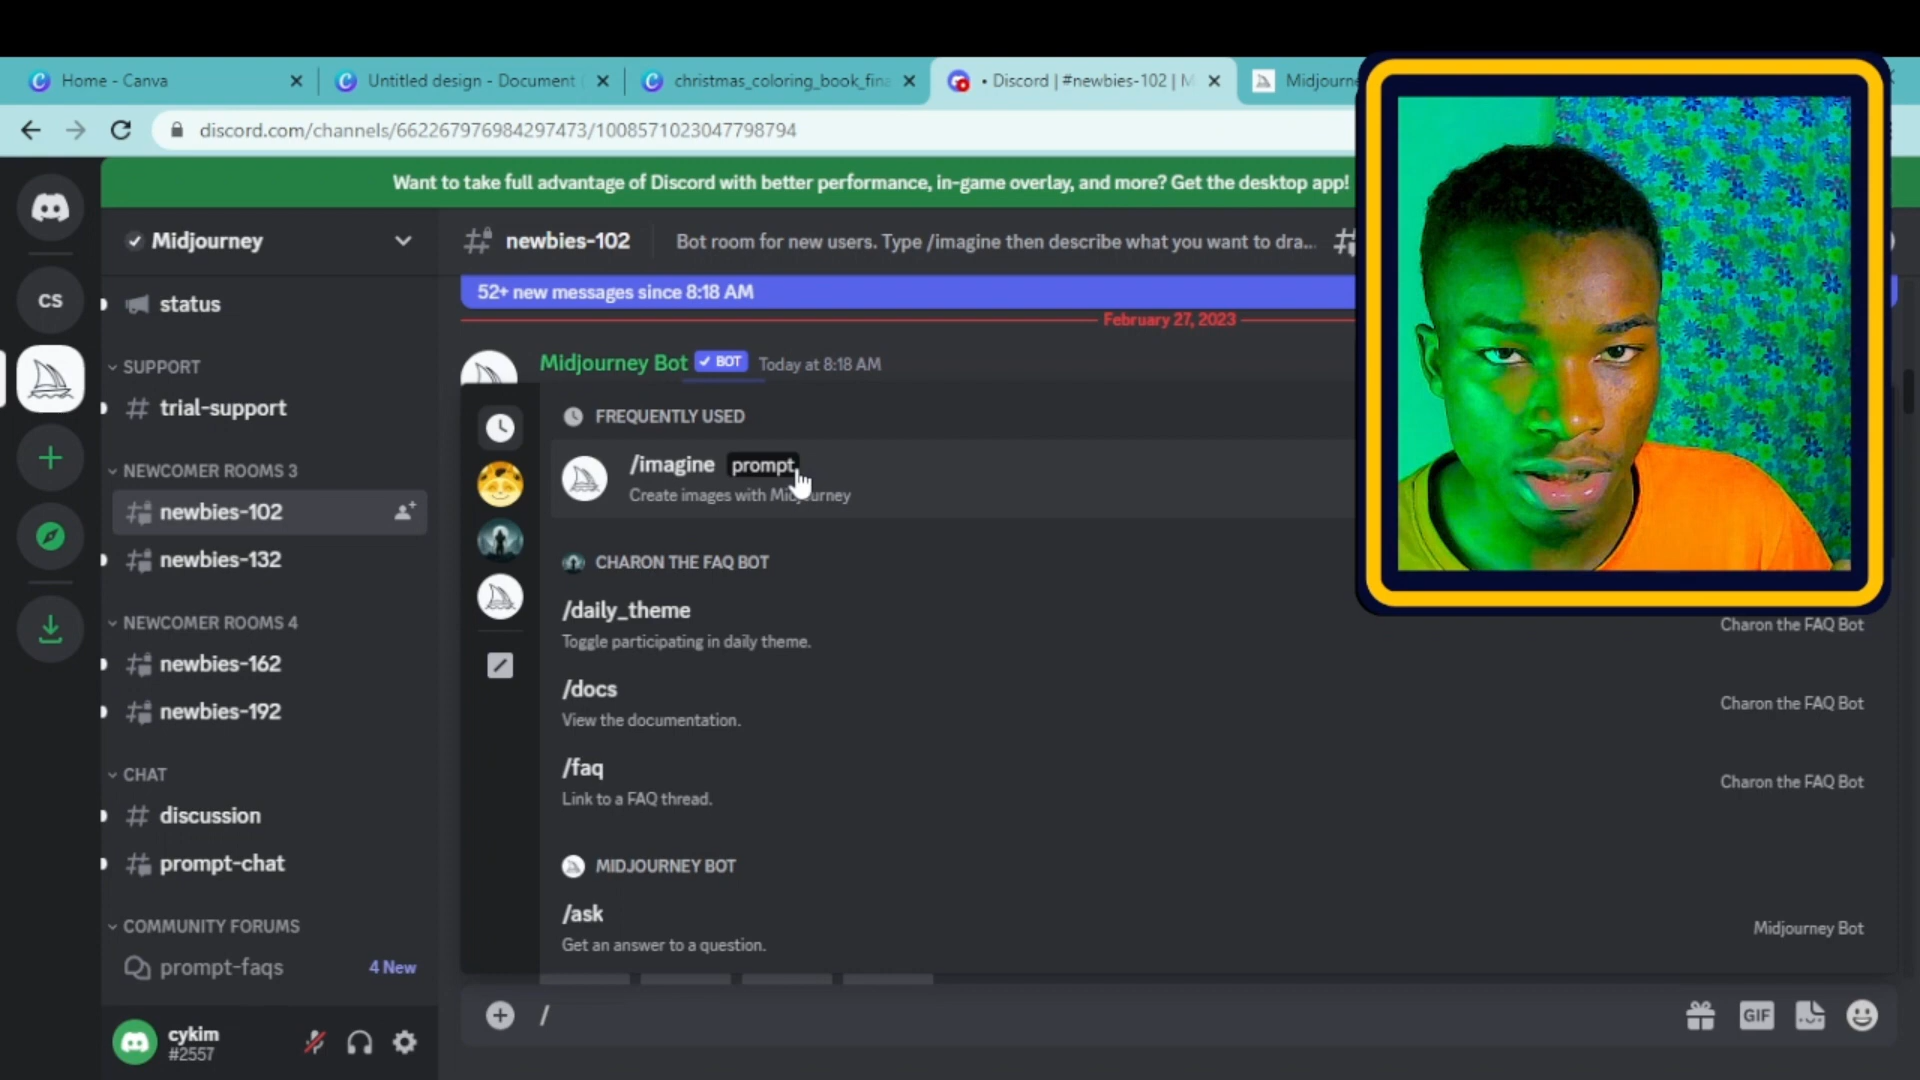 Home - Canva
Untitled design - Document
christmas_coloring_book_fina
• Discord | #newbies-102 | M
Midjourne
discord.com/channels/662267976984297473/1008571023047798794
Want to take full advantage of Discord with better performance, in-game overlay, and more? Get the desktop app!
Midjourney
newbies-102
Bot room for new users. Type /imagine then describe what you want to dra...
CS
status
SUPPORT
trial-support
NEWCOMER ROOMS 3
newbies-102
newbies-132
NEWCOMER ROOMS 4
newbies-162
newbies-192
CHAT
discussion
prompt-chat
COMMUNITY FORUMS
prompt-faqs
4 New
cykim
#2557
52+ new messages since 8:18 AM
February 27, 2023
Midjourney Bot BOT Today at 8:18 AM
FREQUENTLY USED
/imagine prompt
Create images with Midjourney
CHARON THE FAQ BOT
/daily_theme
Charon the FAQ Bot
Toggle participating in daily theme.
/docs
Charon the FAQ Bot
View the documentation.
/faq
Charon the FAQ Bot
Link to a FAQ thread.
MIDJOURNEY BOT
/ask
Midjourney Bot
Get an answer to a question.
/
GIF